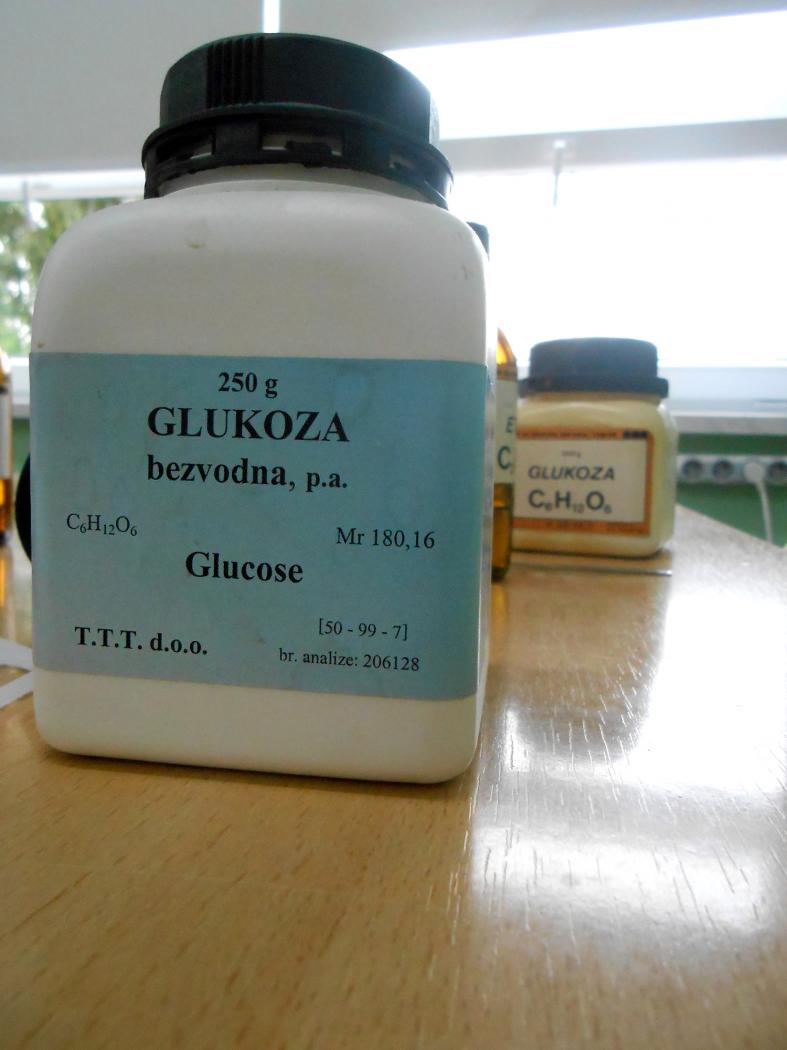 250 g
GLUKOZA
bezvodna, p.a.
C₆H₁₂O₆
Mr 180,16
Glucose
[50 - 99 - 7]
T.T.T. d.o.o.
br. analize: 206128
GLUKOZA
C₆H₁₂O₆